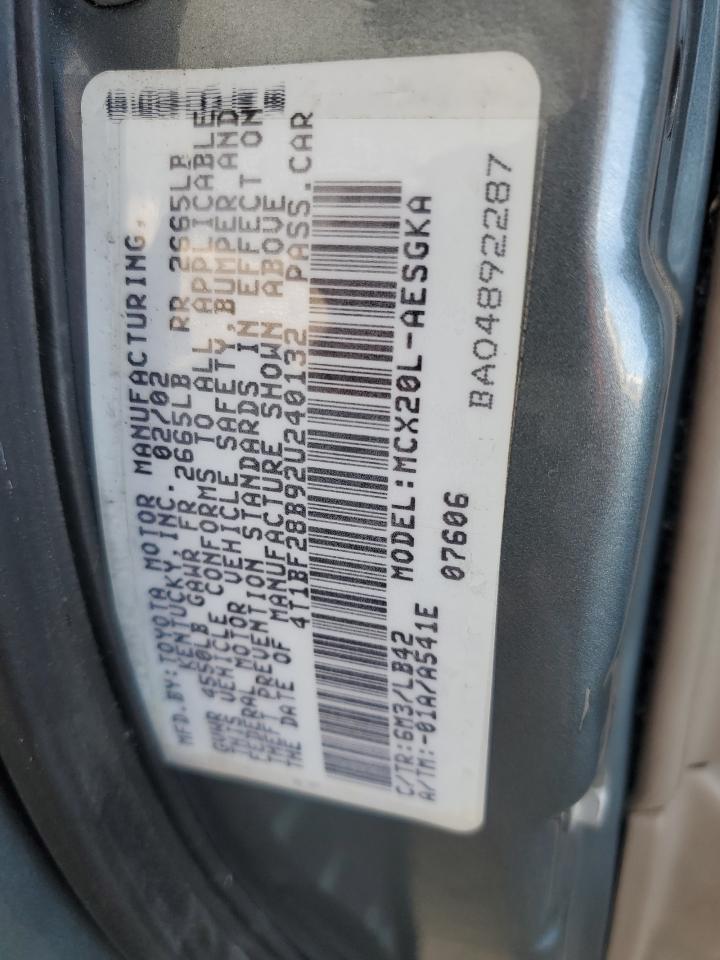 MFD.BY:TOYOTA MOTOR MANUFACTURING,
KENTUCKY, INC. 02/02
GVWR 4550LB GAWR FR 2665LB RR 2665LB
THIS VEHICLE CONFORMS TO ALL APPLICABLE
FEDERAL MOTOR VEHICLE SAFETY,BUMPER AND
THEFT PREVENTION STANDARDS IN EFFECT ON
THE DATE OF MANUFACTURE SHOWN ABOVE
4T1BF28B92U240132 PASS.CAR
C/TR:6M3/LB42 MODEL:MCX20L-AESGKA
A/TM:-01A/A541E 07606
BA04892287